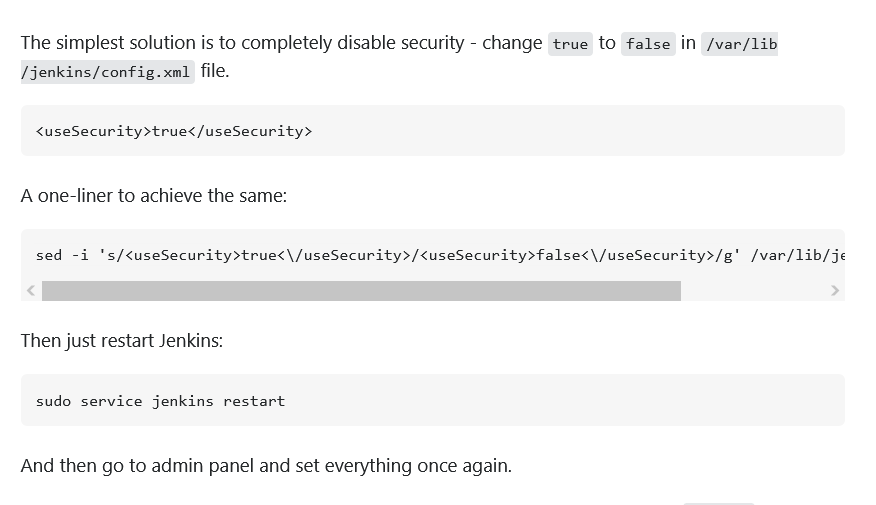 The simplest solution is to completely disable security - change true to false in /var/lib
/jenkins/config.xml file.
<useSecurity>true</useSecurity>
A one-liner to achieve the same:
sed -i 's/<useSecurity>true<\/useSecurity>/<useSecurity>false<\/useSecurity>/g' /var/lib/je
Then just restart Jenkins:
sudo service jenkins restart
And then go to admin panel and set everything once again.